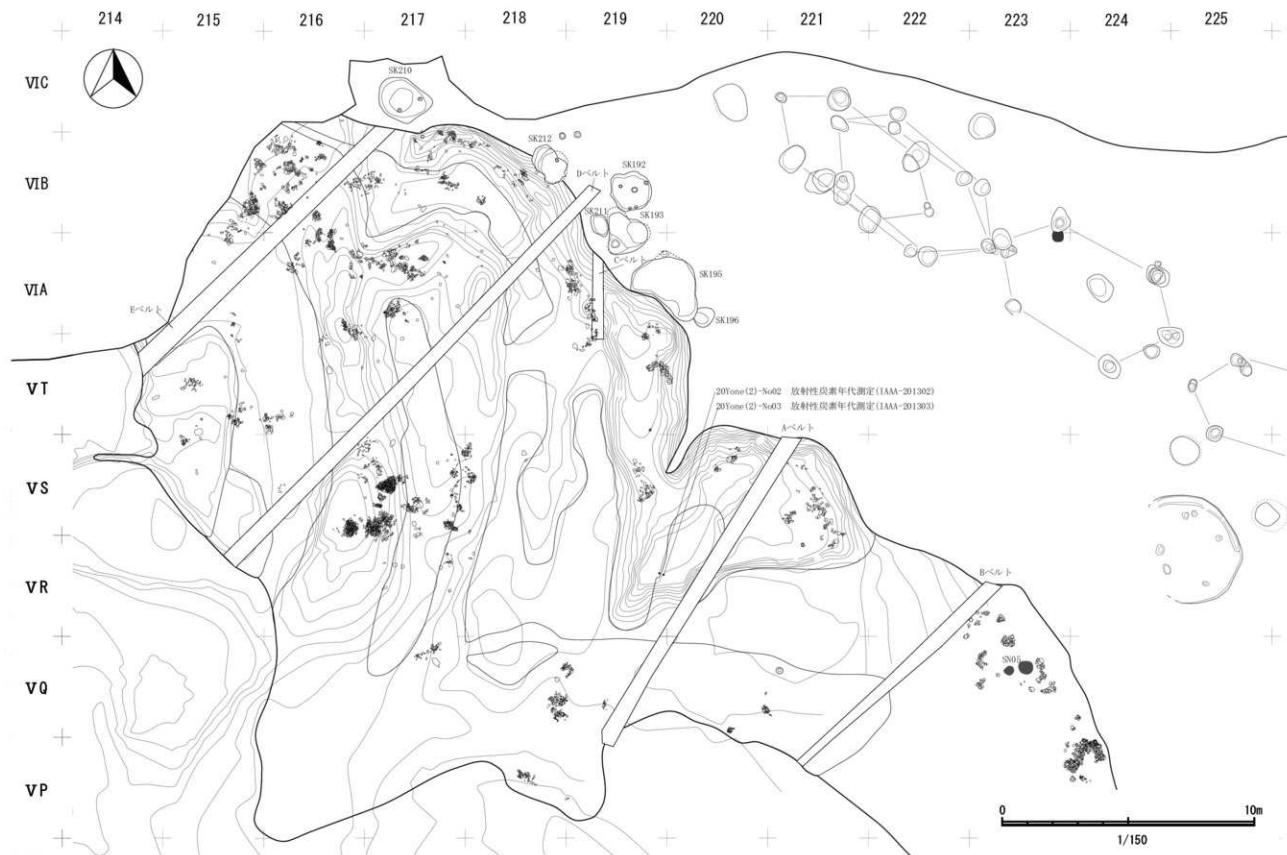 214 215 216 217 218 219 220 221 222 223 224 225
ⅥC
SK210
SK212
ⅥB
Dベルト
SK192
SK211
SK193
Cベルト
ⅥA
SK195
Eベルト
SK196
ⅤT
20Yone(2)-No02 放射性炭素年代測定(IAAA-201302)
20Yone(2)-No03 放射性炭素年代測定(IAAA-201303)
Aベルト
ⅤS
Bベルト
ⅤR
SN05
ⅤQ
ⅤP
0 10m
1/150